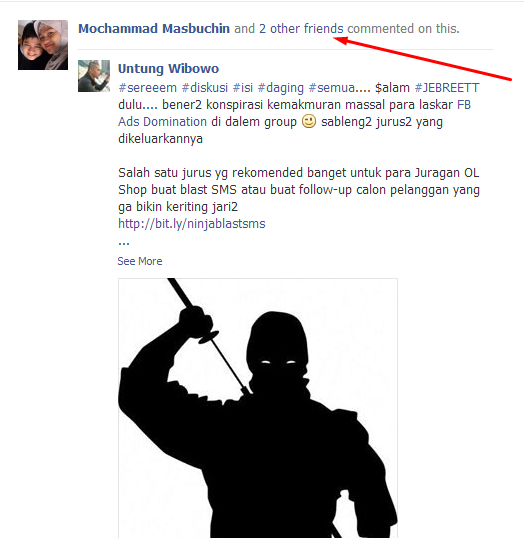 Mochammad Masbuchin and 2 other friends commented on this.
Untung Wibowo
#sereeem #diskusi #isi #daging #semua.... $alam #JEBREETT
dulu.... bener2 konspirasi kemakmuran massal para laskar FB
Ads Domination di dalem group sableng2 jurus2 yang
dikeluarkannya
Salah satu jurus yg rekomended banget untuk para Juragan OL
Shop buat blast SMS atau buat follow-up calon pelanggan yang
ga bikin keriting jari2
http://bit.ly/ninjablastsms
...
See More